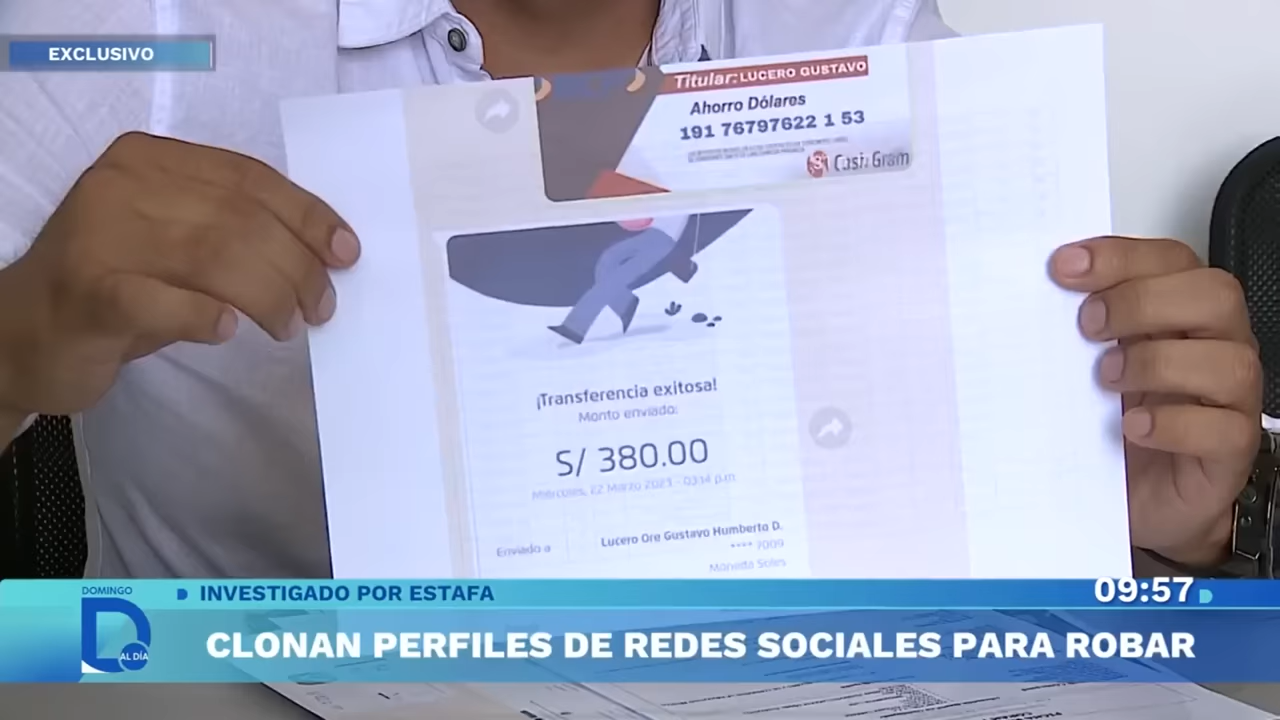 EXCLUSIVO
Titular: LUCERO GUSTAVO
Ahorro Dólares
191 76797622 1 53
Cash Gram
¡Transferencia exitosa!
Monto enviado:
S/ 380.00
Miércoles, 22 Marzo 2023 - 03:14 p.m.
Enviado a
Lucero Ore Gustavo Humberto D.
**** 7009
Moneda Soles
DOMINGO
D
AL DÍA
INVESTIGADO POR ESTAFA
09:57
CLONAN PERFILES DE REDES SOCIALES PARA ROBAR